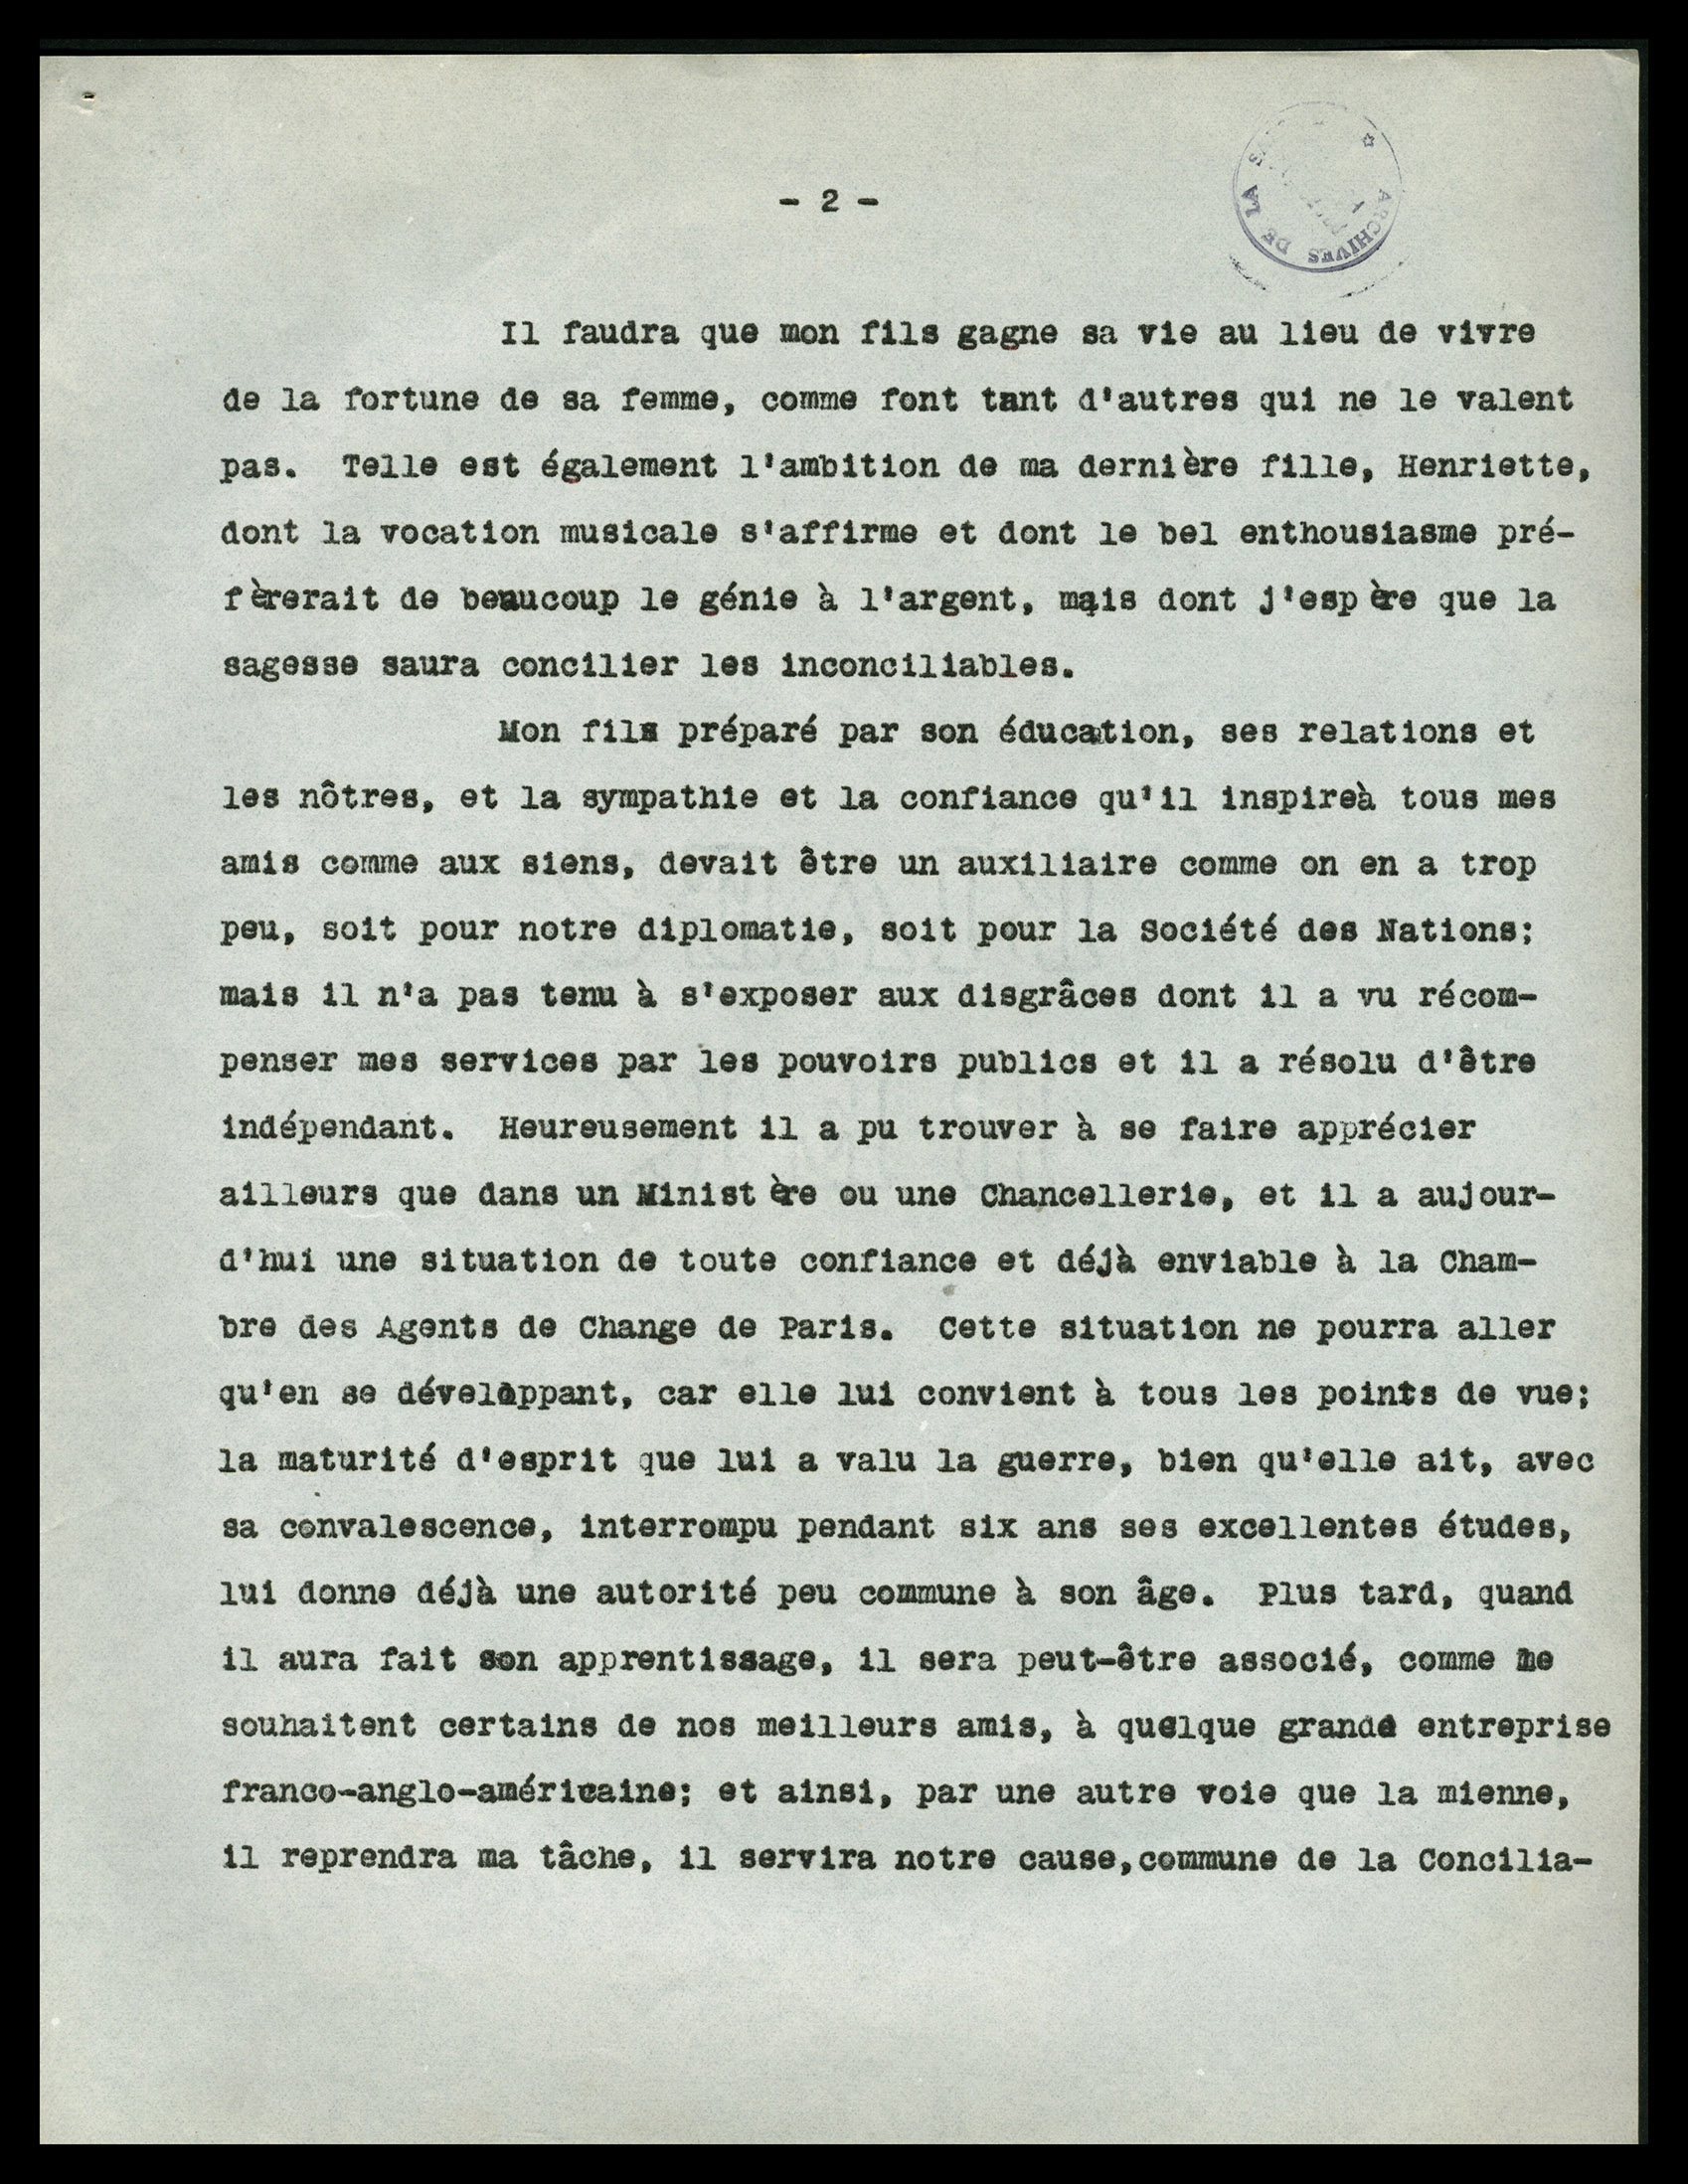 - 2 -
ARCHIVES DE LA
Il faudra que mon fils gagne sa vie au lieu de vivre
de la fortune de sa femme, comme font tant d'autres qui ne le valent
pas. Telle est également l'ambition de ma dernière fille, Henriette,
dont la vocation musicale s'affirme et dont le bel enthousiasme pré-
fèrerait de beaucoup le génie à l'argent, mais dont j'espère que la
sagesse saura concilier les inconciliables.
Mon fils préparé par son éducation, ses relations et
les nôtres, et la sympathie et la confiance qu'il inspireà tous mes
amis comme aux siens, devait être un auxiliaire comme on en a trop
peu, soit pour notre diplomatie, soit pour la Société des Nations;
mais il n'a pas tenu à s'exposer aux disgrâces dont il a vu récom-
penser mes services par les pouvoirs publics et il a résolu d'être
indépendant. Heureusement il a pu trouver à se faire apprécier
ailleurs que dans un Ministère ou une Chancellerie, et il a aujour-
d'hui une situation de toute confiance et déjà enviable à la Cham-
bre des Agents de Change de Paris. Cette situation ne pourra aller
qu'en se développant, car elle lui convient à tous les points de vue;
la maturité d'esprit que lui a valu la guerre, bien qu'elle ait, avec
sa convalescence, interrompu pendant six ans ses excellentes études,
lui donne déjà une autorité peu commune à son âge. Plus tard, quand
il aura fait son apprentissage, il sera peut-être associé, comme le
souhaitent certains de nos meilleurs amis, à quelque grande entreprise
franco-anglo-américaine; et ainsi, par une autre voie que la mienne,
il reprendra ma tâche, il servira notre cause,commune de la Concilia-